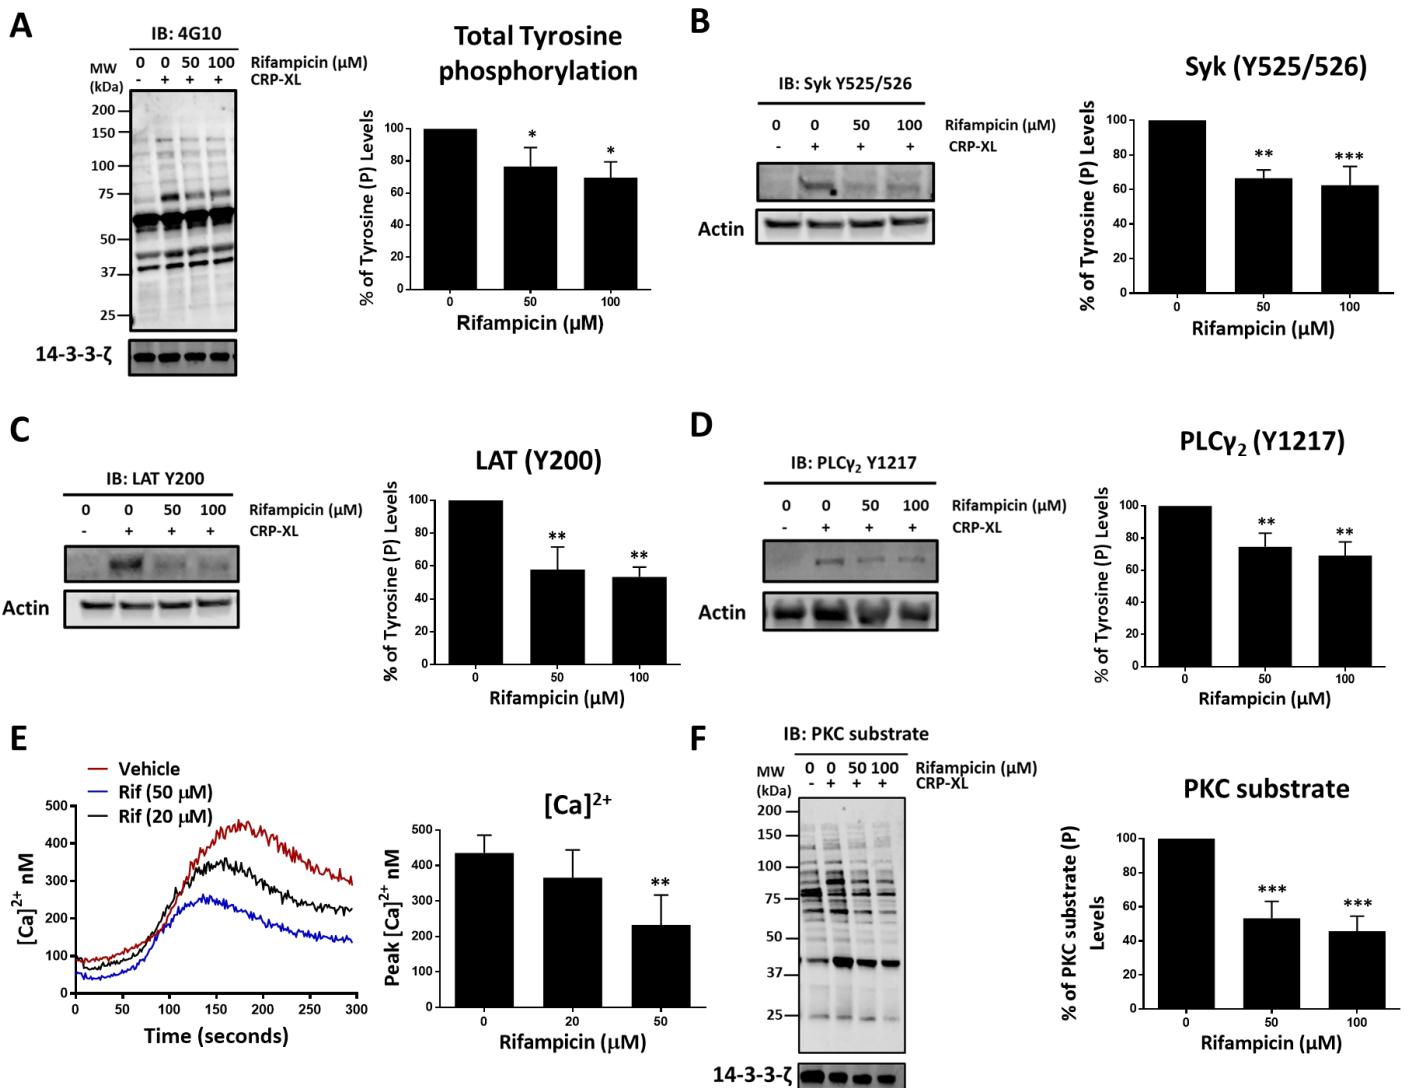 A
IB: 4G10
0 0 50 100 Rifampicin (µM)
- + + + CRP-XL
MW
(kDa)
200
150
100
75
50
37
25
14-3-3-ζ
Total Tyrosine
phosphorylation
% of Tyrosine (P) Levels
100
80
60
40
20
0
* *
0 50 100
Rifampicin (µM)
B
IB: Syk Y525/526
0 0 50 100 Rifampicin (µM)
- + + + CRP-XL
Actin
Syk (Y525/526)
% of Tyrosine (P) Levels
100
80
60
40
20
0
** ***
0 50 100
Rifampicin (µM)
C
IB: LAT Y200
0 0 50 100 Rifampicin (µM)
- + + + CRP-XL
Actin
LAT (Y200)
% of Tyrosine (P) Levels
100
80
60
40
20
0
** **
0 50 100
Rifampicin (µM)
D
IB: PLCγ₂ Y1217
0 0 50 100 Rifampicin (µM)
- + + + CRP-XL
Actin
PLCγ₂ (Y1217)
% of Tyrosine (P) Levels
100
80
60
40
20
0
** **
0 50 100
Rifampicin (µM)
E
Vehicle
Rif (50 µM)
Rif (20 µM)
[Ca]²⁺ nM
500
400
300
200
100
0
0 50 100 150 200 250 300
Time (seconds)
[Ca]²⁺
Peak [Ca]²⁺ nM
500
400
300
200
100
0
**
0 20 50
Rifampicin (µM)
F
IB: PKC substrate
0 0 50 100 Rifampicin (µM)
- + + + CRP-XL
MW
(kDa)
200
150
100
75
50
37
25
14-3-3-ζ
PKC substrate
% of PKC substrate (P)
Levels
100
80
60
40
20
0
*** ***
0 50 100
Rifampicin (µM)